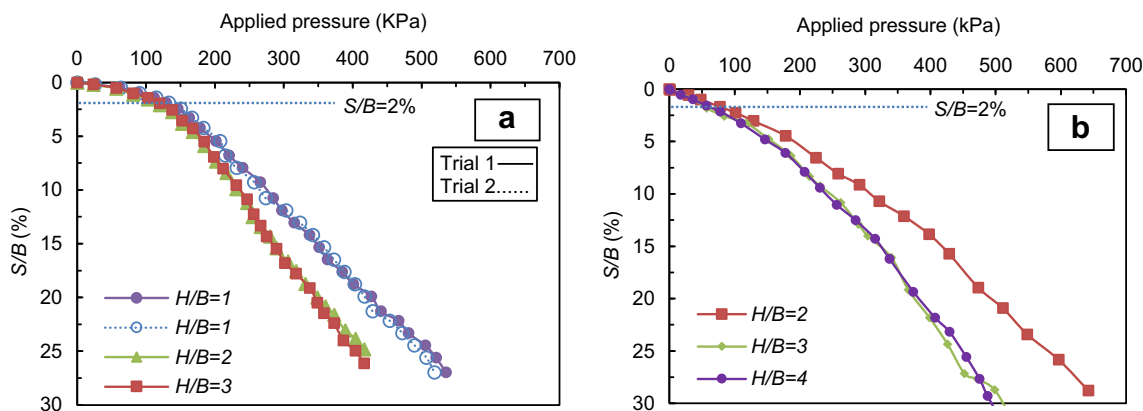 Applied pressure (KPa)
0 100 200 300 400 500 600 700
0
5
10
15
20
25
30
S/B (%)
S/B=2%
a
Trial 1
Trial 2......
H/B=1
H/B=1
H/B=2
H/B=3
Applied pressure (kPa)
0 100 200 300 400 500 600 700
0
5
10
15
20
25
30
S/B (%)
S/B=2%
b
H/B=2
H/B=3
H/B=4